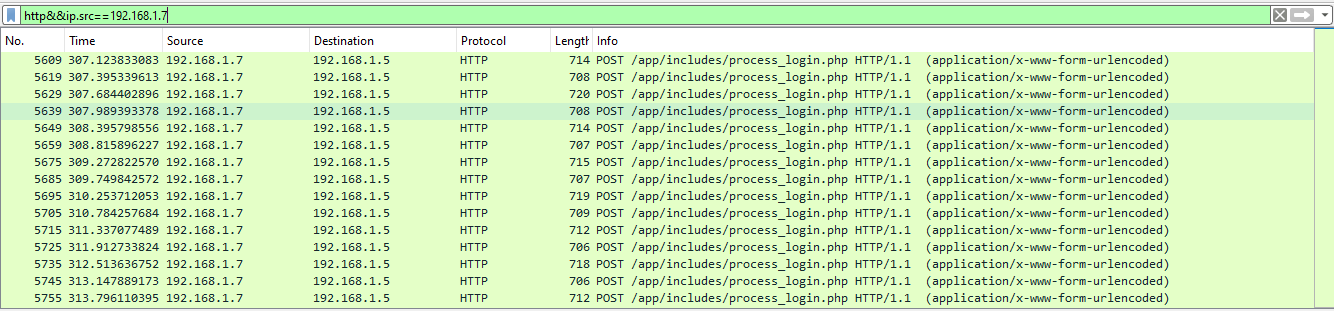 http&&ip.src==192.168.1.7
No. Time Source Destination Protocol Length Info
5609 307.123833083 192.168.1.7 192.168.1.5 HTTP 714 POST /app/includes/process_login.php HTTP/1.1 (application/x-www-form-urlencoded)
5619 307.395339613 192.168.1.7 192.168.1.5 HTTP 708 POST /app/includes/process_login.php HTTP/1.1 (application/x-www-form-urlencoded)
5629 307.684402896 192.168.1.7 192.168.1.5 HTTP 720 POST /app/includes/process_login.php HTTP/1.1 (application/x-www-form-urlencoded)
5639 307.989393378 192.168.1.7 192.168.1.5 HTTP 708 POST /app/includes/process_login.php HTTP/1.1 (application/x-www-form-urlencoded)
5649 308.395798556 192.168.1.7 192.168.1.5 HTTP 714 POST /app/includes/process_login.php HTTP/1.1 (application/x-www-form-urlencoded)
5659 308.815896227 192.168.1.7 192.168.1.5 HTTP 707 POST /app/includes/process_login.php HTTP/1.1 (application/x-www-form-urlencoded)
5675 309.272822570 192.168.1.7 192.168.1.5 HTTP 715 POST /app/includes/process_login.php HTTP/1.1 (application/x-www-form-urlencoded)
5685 309.749842572 192.168.1.7 192.168.1.5 HTTP 707 POST /app/includes/process_login.php HTTP/1.1 (application/x-www-form-urlencoded)
5695 310.253712053 192.168.1.7 192.168.1.5 HTTP 719 POST /app/includes/process_login.php HTTP/1.1 (application/x-www-form-urlencoded)
5705 310.784257684 192.168.1.7 192.168.1.5 HTTP 709 POST /app/includes/process_login.php HTTP/1.1 (application/x-www-form-urlencoded)
5715 311.337077489 192.168.1.7 192.168.1.5 HTTP 712 POST /app/includes/process_login.php HTTP/1.1 (application/x-www-form-urlencoded)
5725 311.912733824 192.168.1.7 192.168.1.5 HTTP 706 POST /app/includes/process_login.php HTTP/1.1 (application/x-www-form-urlencoded)
5735 312.513636752 192.168.1.7 192.168.1.5 HTTP 718 POST /app/includes/process_login.php HTTP/1.1 (application/x-www-form-urlencoded)
5745 313.147889173 192.168.1.7 192.168.1.5 HTTP 706 POST /app/includes/process_login.php HTTP/1.1 (application/x-www-form-urlencoded)
5755 313.796110395 192.168.1.7 192.168.1.5 HTTP 712 POST /app/includes/process_login.php HTTP/1.1 (application/x-www-form-urlencoded)